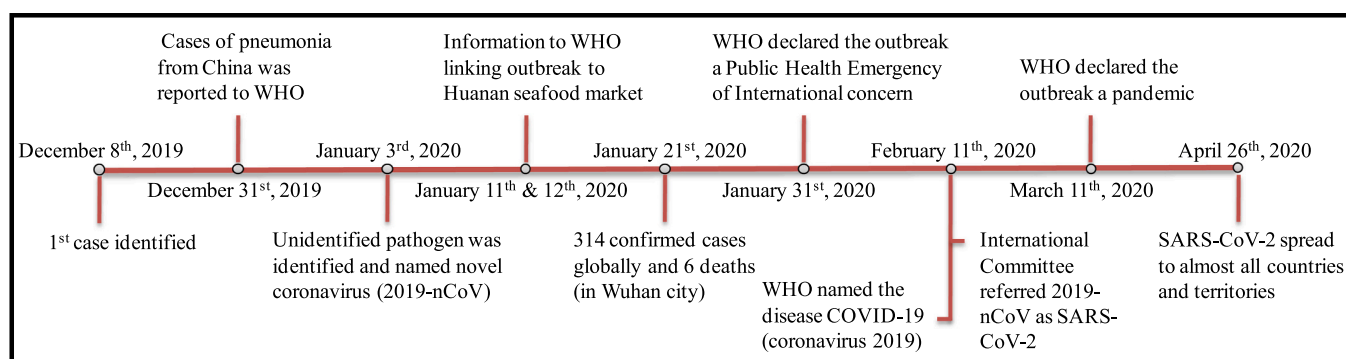 Cases of pneumonia
from China was
reported to WHO
Information to WHO
linking outbreak to
Huanan seafood market
WHO declared the outbreak
a Public Health Emergency
of International concern
WHO declared the
outbreak a pandemic
December 8th, 2019
January 3rd, 2020
January 21st, 2020
February 11th, 2020
April 26th, 2020
December 31st, 2019
January 11th & 12th, 2020
January 31st, 2020
March 11th, 2020
1st case identified
Unidentified pathogen was
identified and named novel
coronavirus (2019-nCoV)
314 confirmed cases
globally and 6 deaths
(in Wuhan city)
WHO named the
disease COVID-19
(coronavirus 2019)
International
Committee
referred 2019-
nCoV as SARS-
CoV-2
SARS-CoV-2 spread
to almost all countries
and territories